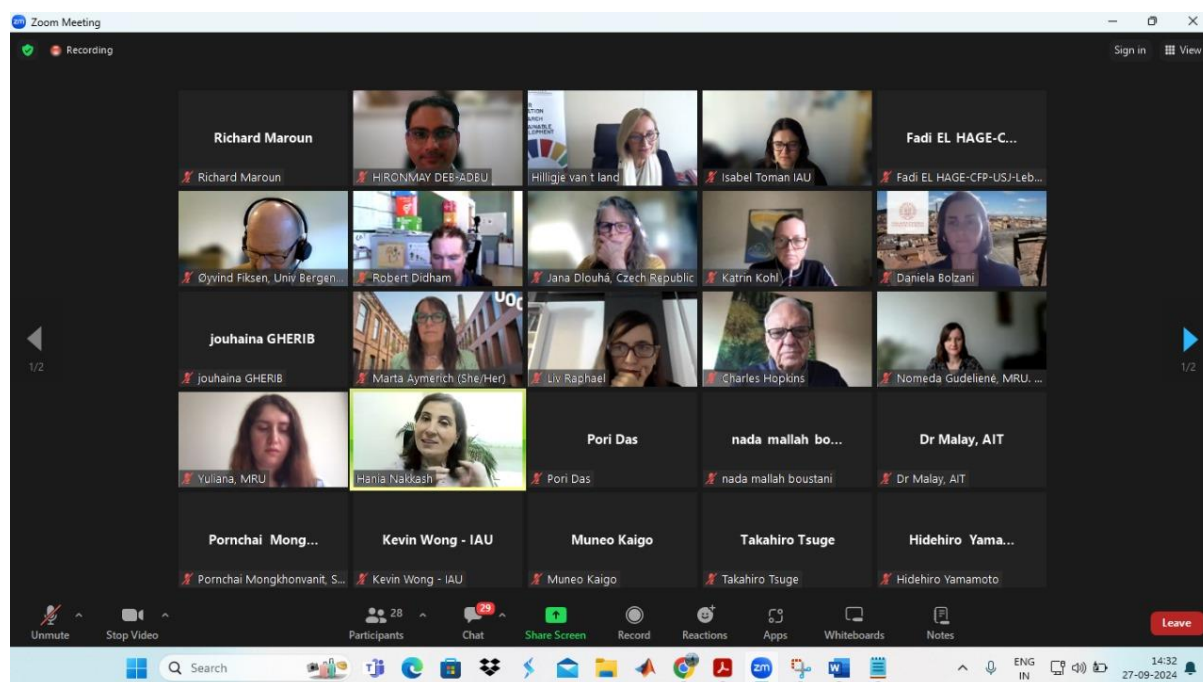 Zoom Meeting
Recording
Sign in
View
Richard Maroun
Richard Maroun
HIRONMAY DEB-ADBU
Hilligje van t land
Isabel Toman IAU
Fadi EL HAGE-C...
Fadi EL HAGE-CFP-USJ-Leb...
Øyvind Fiksen, Univ Bergen...
Robert Didham
Jana Dlouhá, Czech Republic
Katrin Kohl
Daniela Bolzani
jouhaina GHERIB
jouhaina GHERIB
UOC
Marta Aymerich (She/Her)
Liv Raphael
Charles Hopkins
Nomeda Gudelienė, MRU. ...
1/2
1/2
Yuliana, MRU
Hania Nakkash
Pori Das
Pori Das
nada mallah bo...
nada mallah boustani
Dr Malay, AIT
Dr Malay, AIT
Pornchai Mong...
Pornchai Mongkhonvanit, S...
Kevin Wong - IAU
Kevin Wong - IAU
Muneo Kaigo
Muneo Kaigo
Takahiro Tsuge
Takahiro Tsuge
Hidehiro Yama...
Hidehiro Yamamoto
Unmute
Stop Video
28
Participants
29
Chat
Share Screen
Record
Reactions
Apps
Whiteboards
Notes
Leave
Search
ENG
IN
14:32
27-09-2024